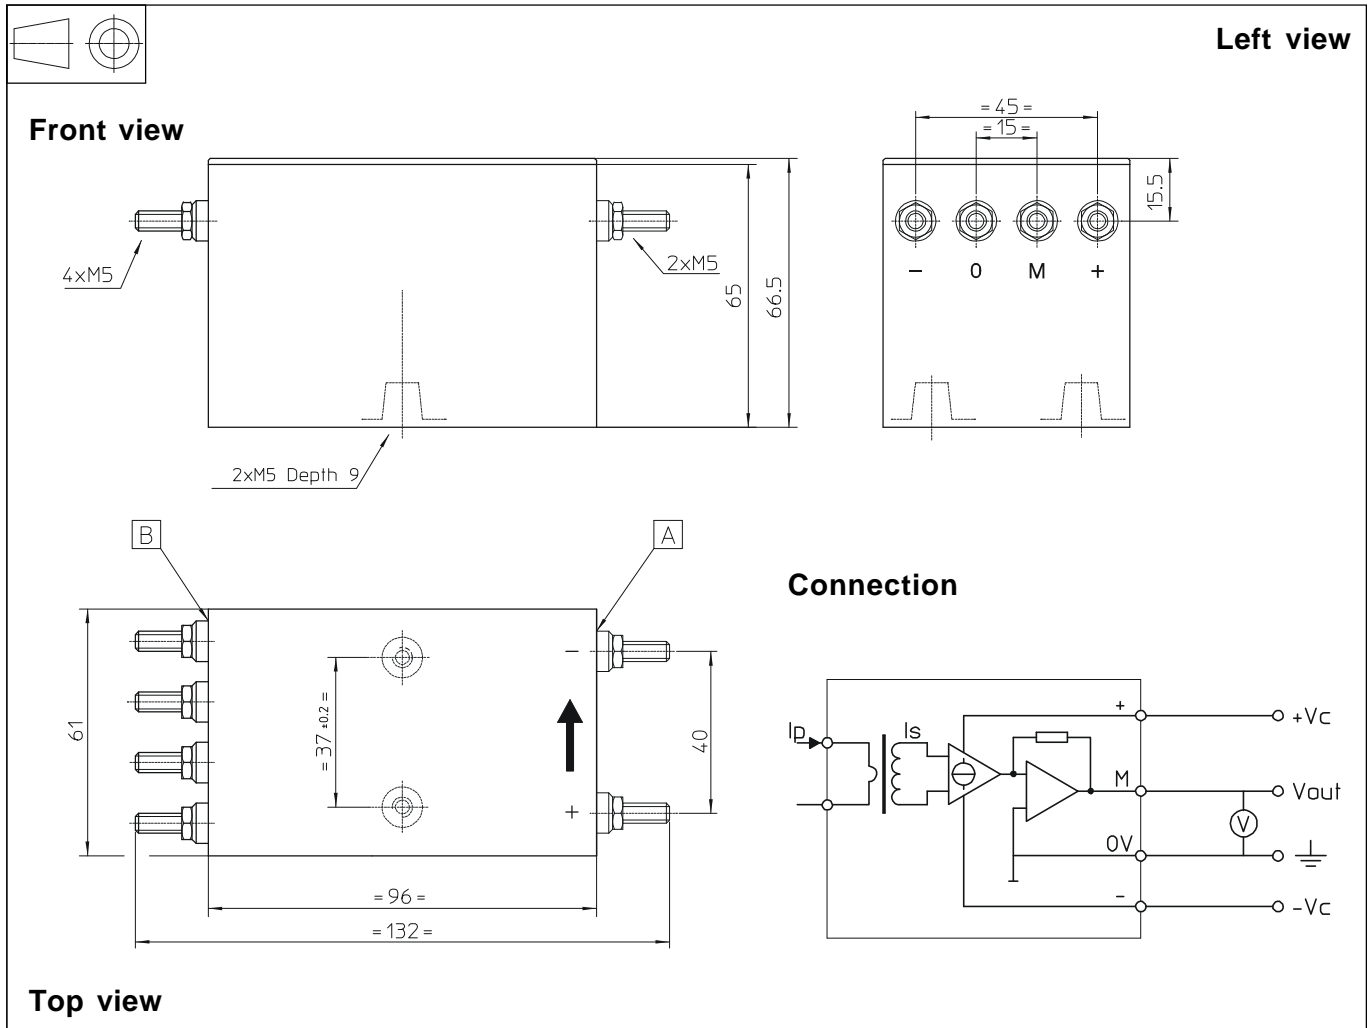 Left view
Front view
= 45 =
= 15 =
15.5
4xM5
2xM5
65
66.5
- 0 M +
2xM5 Depth 9
B
A
Connection
61
= 37 ±0.2 =
-
+
40
= 96 =
= 132 =
Ip
Is
+
+Vc
M
Vout
V
0V
-
-Vc
Top view